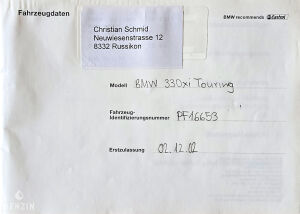 Fahrzeugdaten
BMW recommends Castrol
Christian Schmid
Neuwiesenstrasse 12
8332 Russikon
Modell BMW 330xi Touring
Fahrzeug-
Identifizierungsnummer PF16653
Erstzulassung 02.12.02
BENZIN